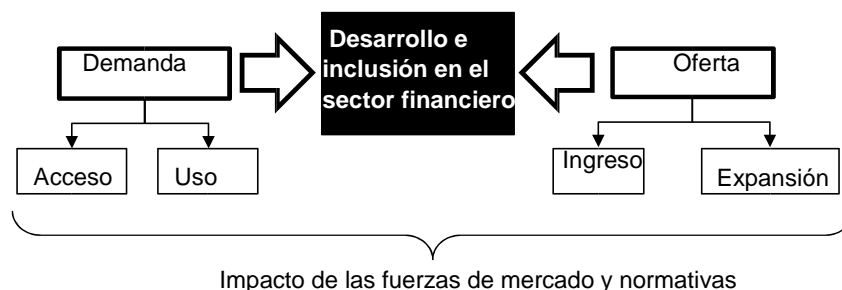 Demanda
Desarrollo e
inclusión en el
sector financiero
Oferta
Acceso
Uso
Ingreso
Expansión
Impacto de las fuerzas de mercado y normativas